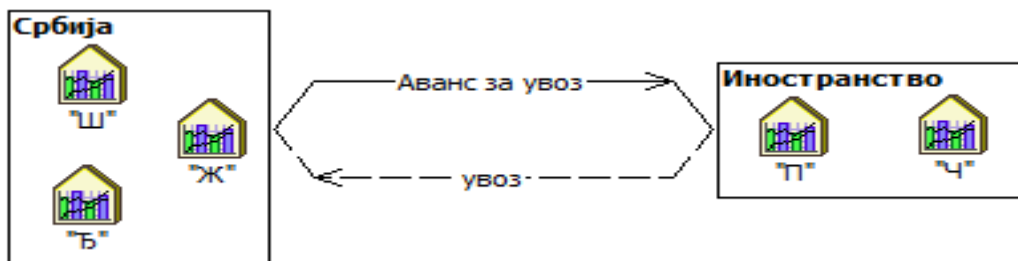 Србија
"Ш"
"Ж"
"Ђ"
Аванс за увоз
увоз
Иностранство
"П"
"Ч"